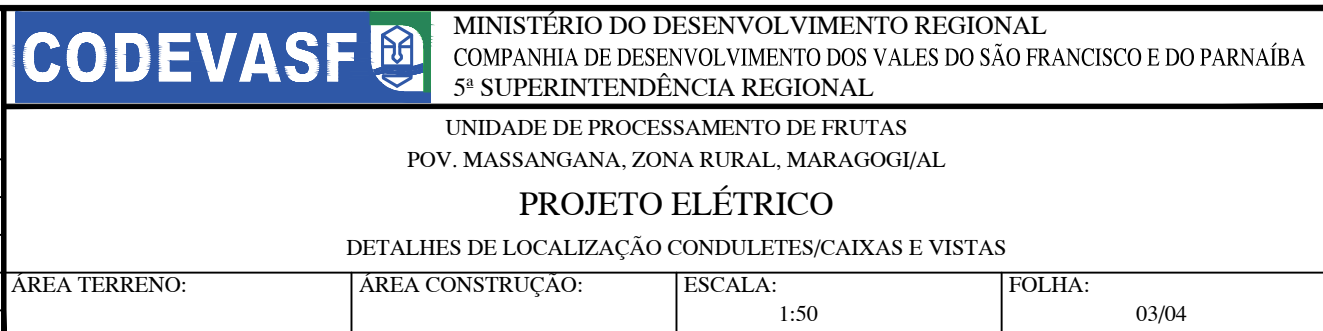 CODEVASF
MINISTÉRIO DO DESENVOLVIMENTO REGIONAL
COMPANHIA DE DESENVOLVIMENTO DOS VALES DO SÃO FRANCISCO E DO PARNAÍBA
5ª SUPERINTENDÊNCIA REGIONAL
UNIDADE DE PROCESSAMENTO DE FRUTAS
POV. MASSANGANA, ZONA RURAL, MARAGOGI/AL
PROJETO ELÉTRICO
DETALHES DE LOCALIZAÇÃO CONDULETES/CAIXAS E VISTAS
ÁREA TERRENO: ÁREA CONSTRUÇÃO: ESCALA: FOLHA:
1:50 03/04